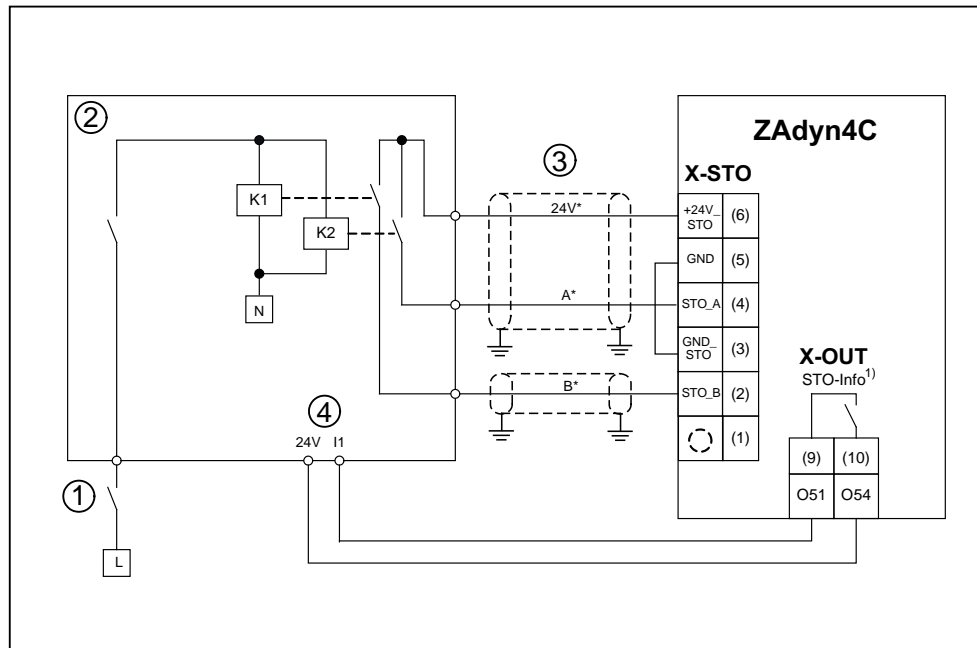 ②
ZAdyn4C
③
X-STO
K1
K2
24V*
+24V_
STO
(6)
GND
(5)
N
A*
STO_A
(4)
GND_
STO
(3)
X-OUT
STO-Info1)
B*
STO_B
(2)
④
24V I1
(1)
(9) (10)
①
O51 O54
L